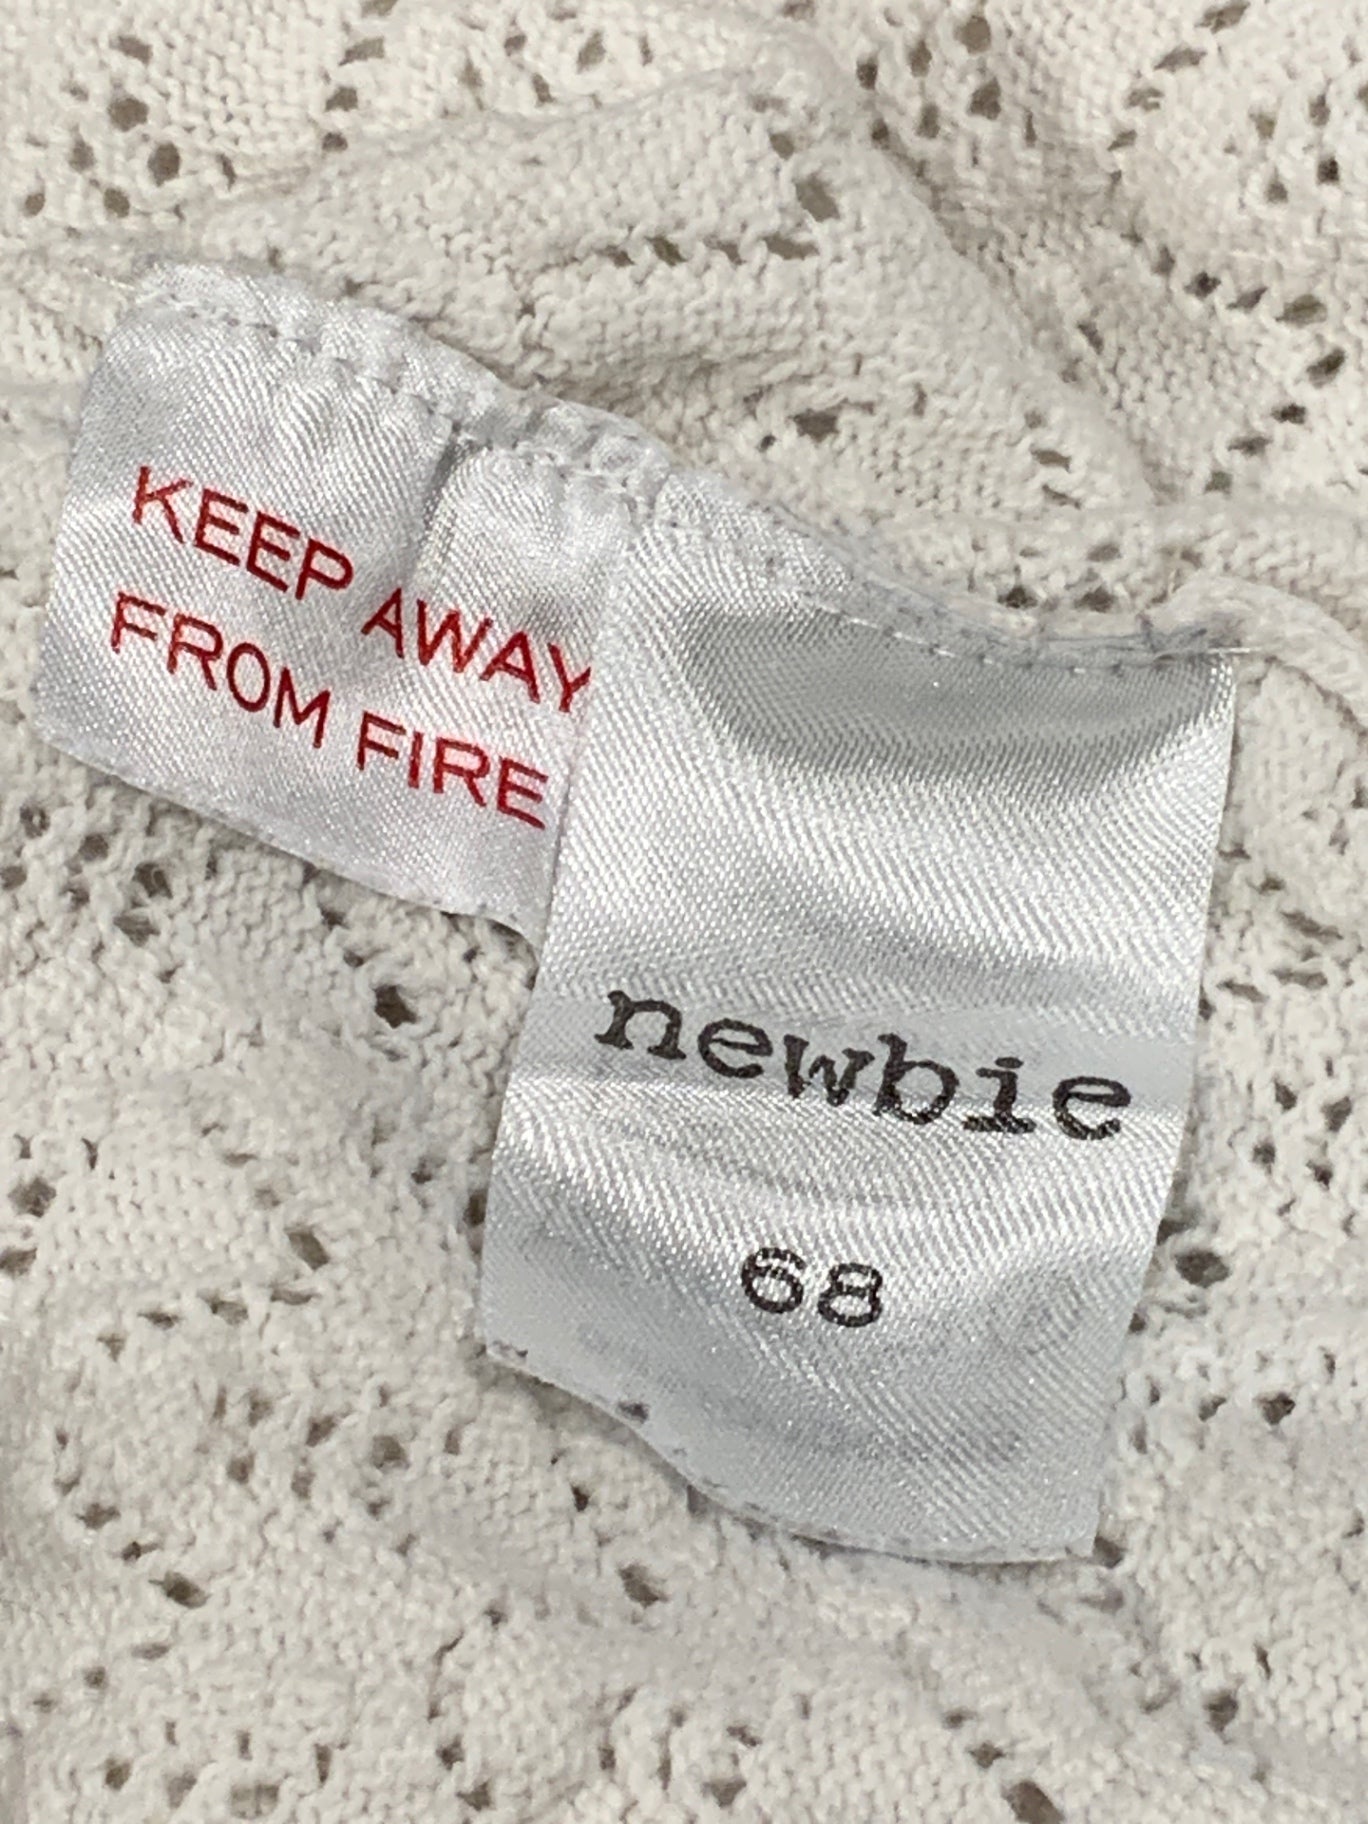 KEEP AWAY
FROM FIRE
newbie
68